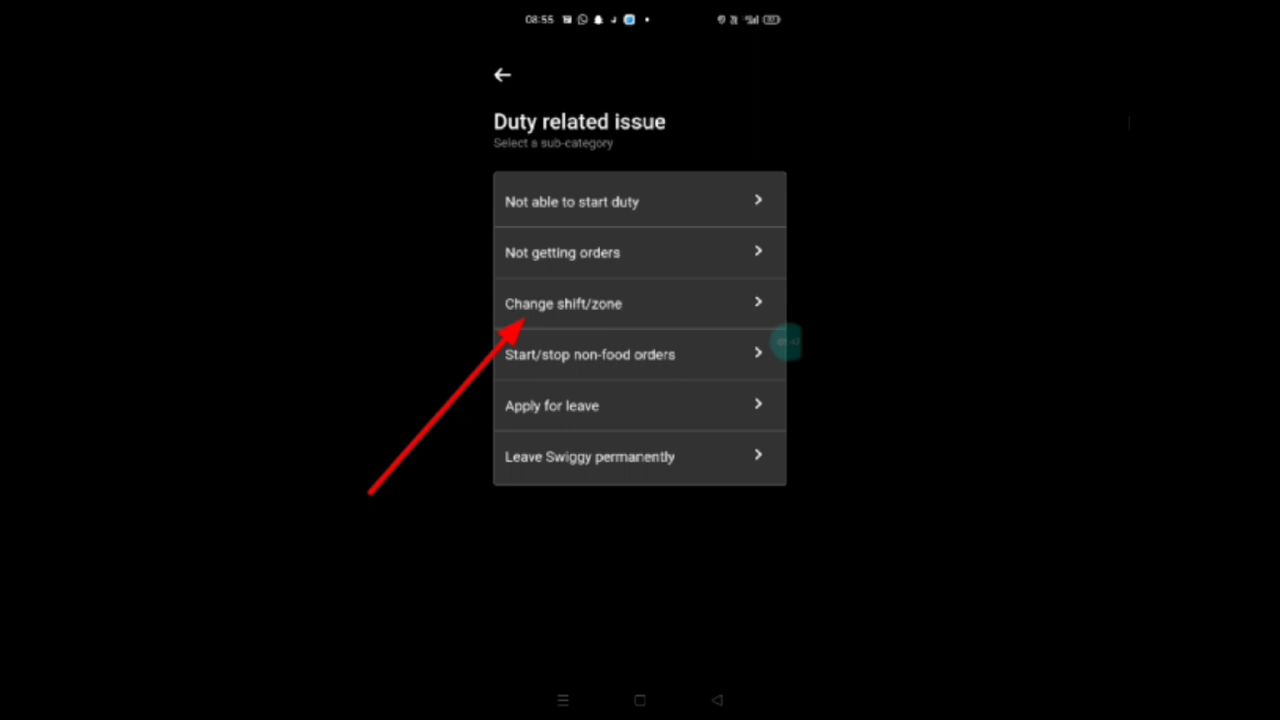 08:55
Duty related issue
Select a sub-category
Not able to start duty
Not getting orders
Change shift/zone
Start/stop non-food orders
Apply for leave
Leave Swiggy permanently